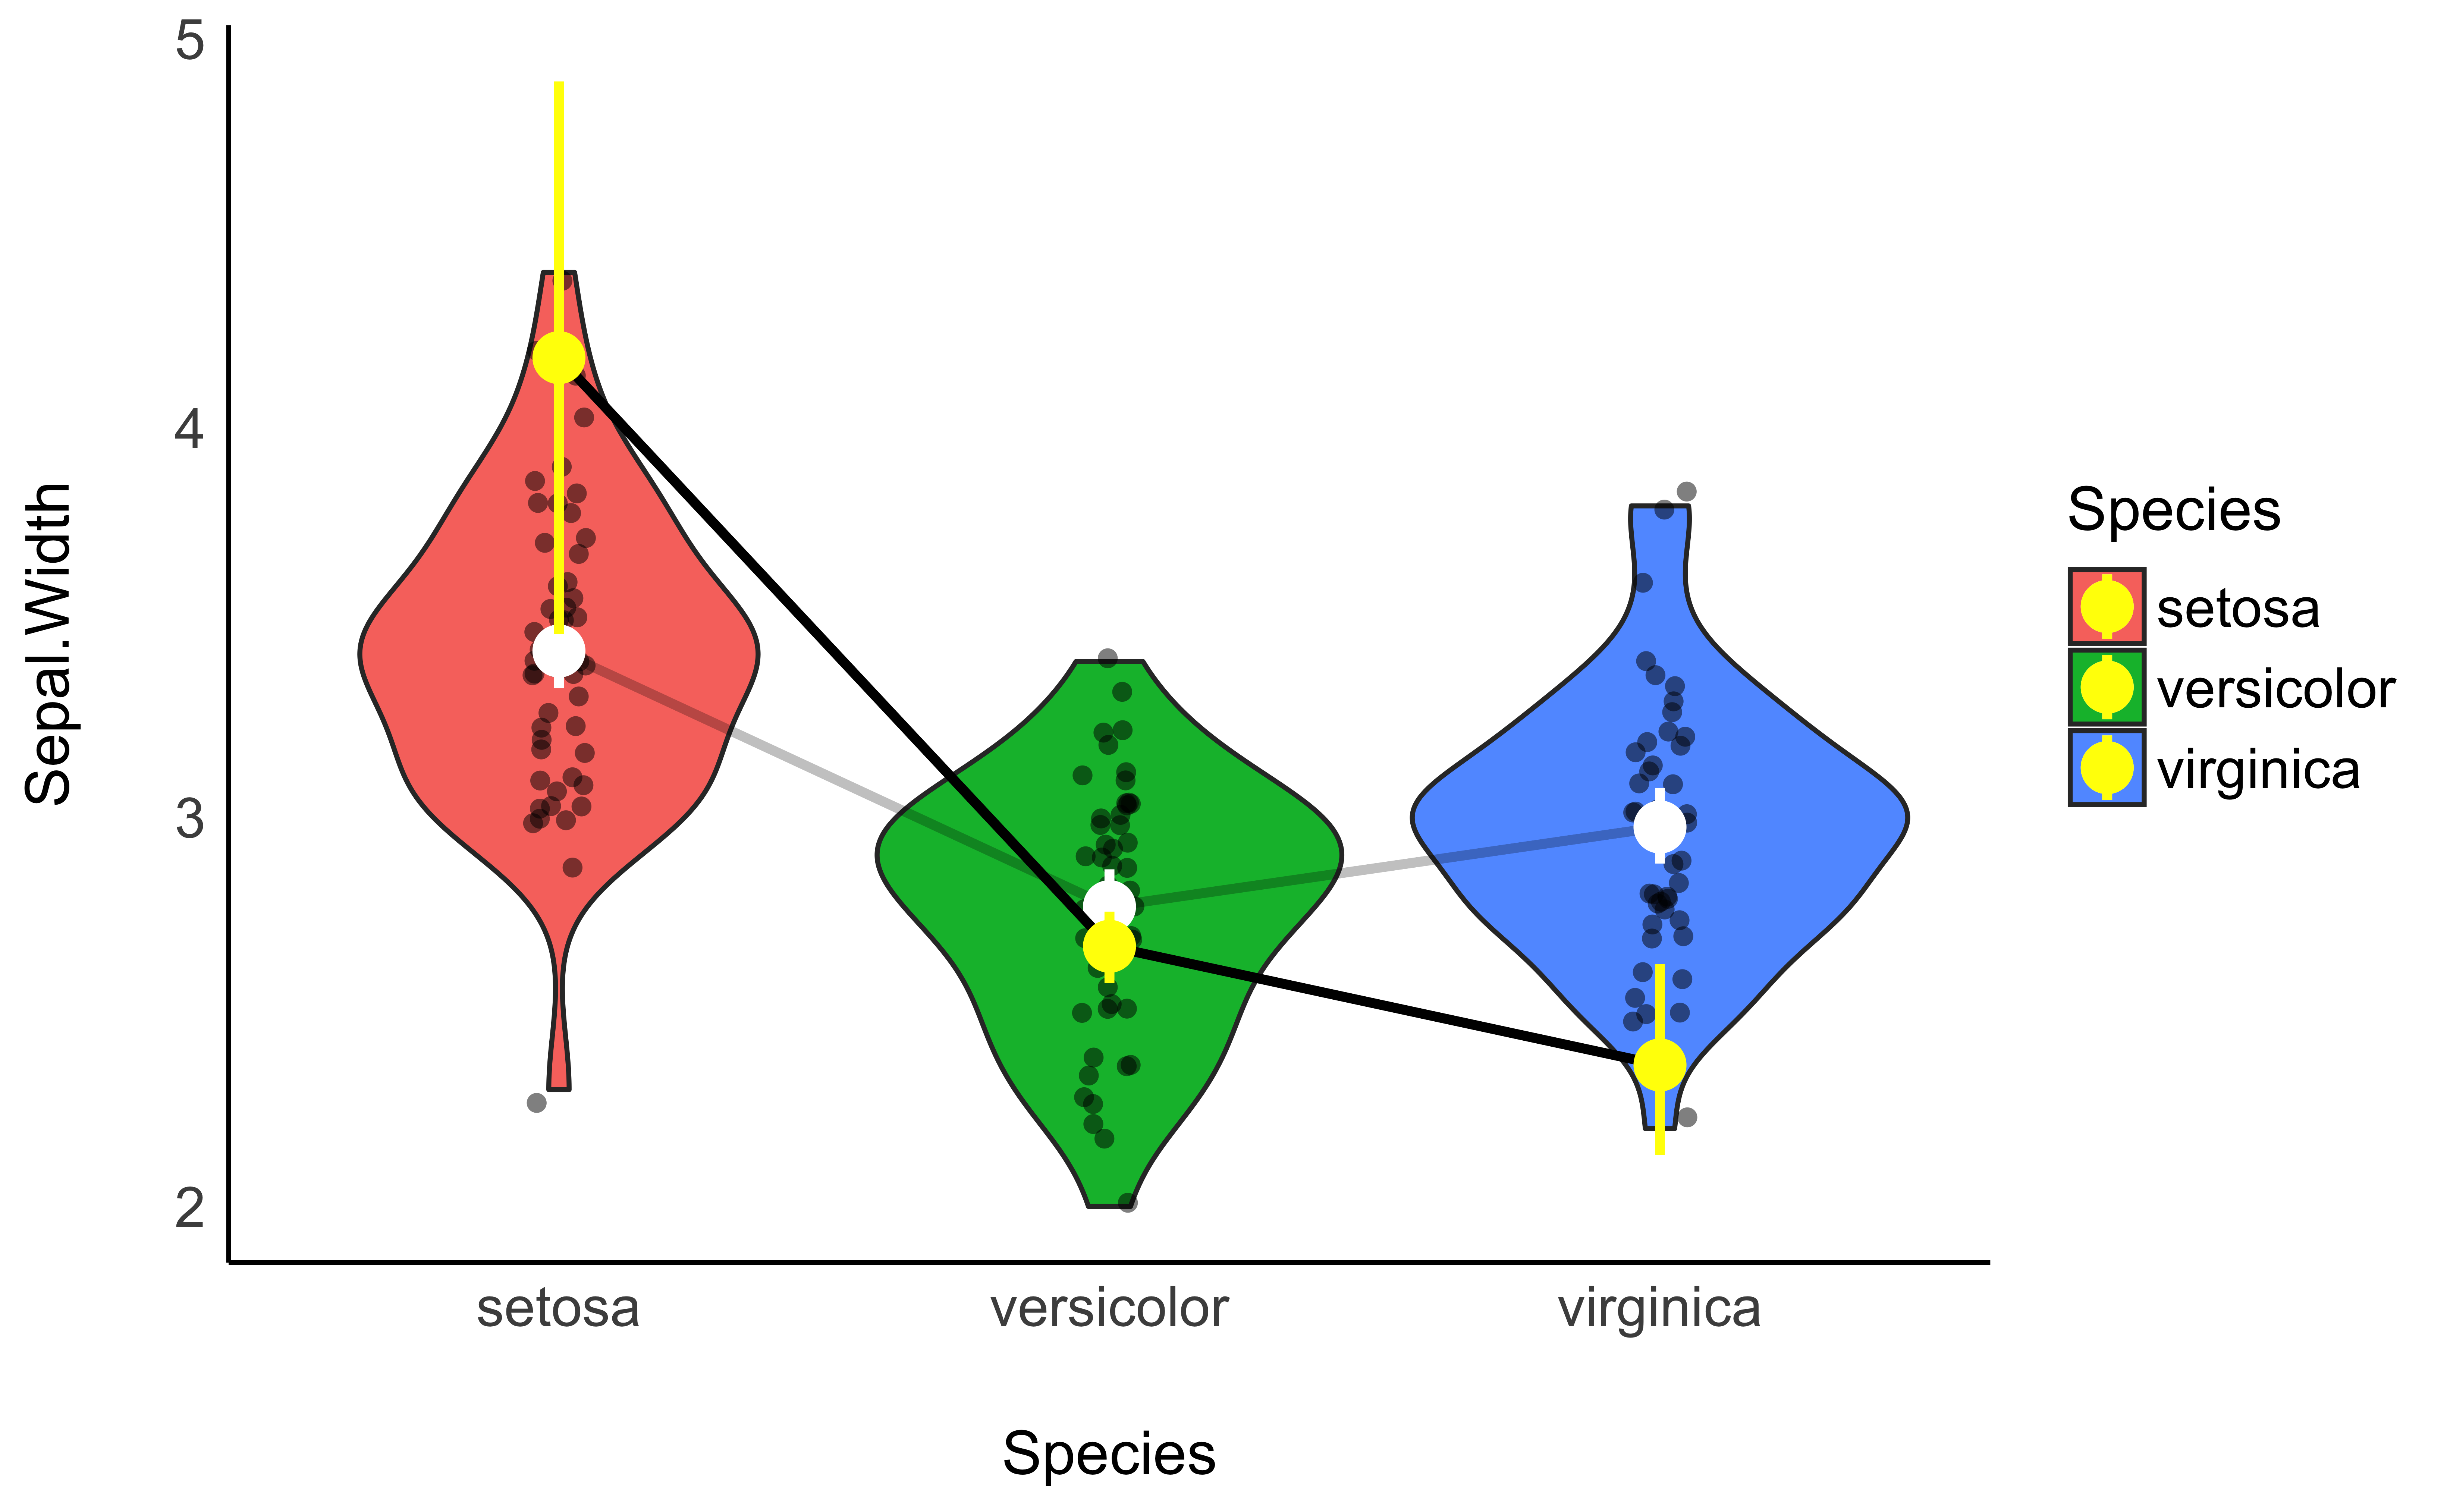 Sepal.Width
5
4
3
2
setosa
versicolor
virginica
Species
Species
setosa
versicolor
virginica